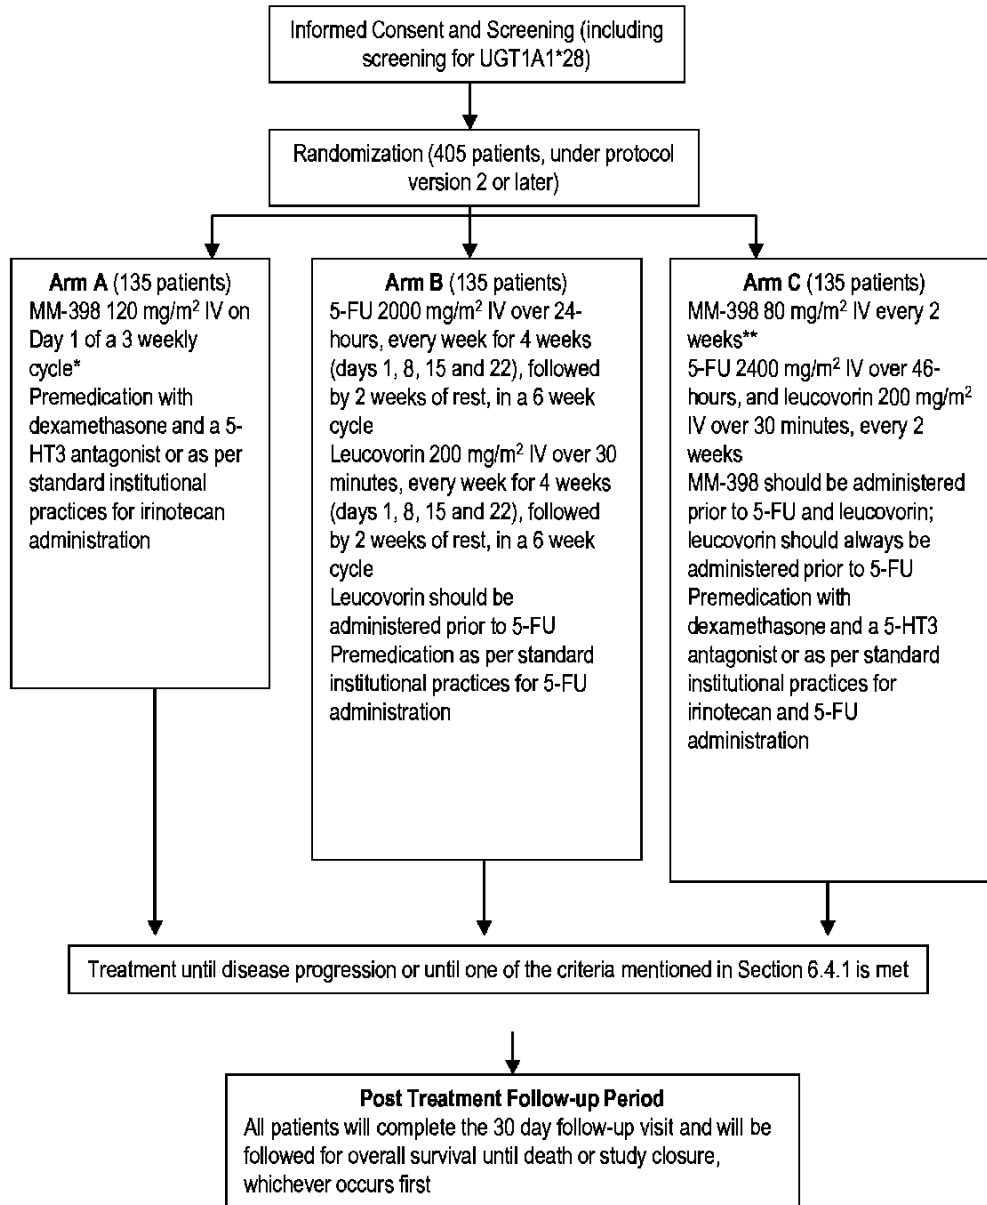 Informed Consent and Screening (including
screening for UGT1A1*28)
Randomization (405 patients, under protocol
version 2 or later)
Arm A (135 patients)
MM-398 120 mg/m² IV on
Day 1 of a 3 weekly
cycle*
Premedication with
dexamethasone and a 5-
HT3 antagonist or as per
standard institutional
practices for irinotecan
administration
Arm B (135 patients)
5-FU 2000 mg/m² IV over 24-
hours, every week for 4 weeks
(days 1, 8, 15 and 22), followed
by 2 weeks of rest, in a 6 week
cycle
Leucovorin 200 mg/m² IV over 30
minutes, every week for 4 weeks
(days 1, 8, 15 and 22), followed
by 2 weeks of rest, in a 6 week
cycle
Leucovorin should be
administered prior to 5-FU
Premedication as per standard
institutional practices for 5-FU
administration
Arm C (135 patients)
MM-398 80 mg/m² IV every 2
weeks**
5-FU 2400 mg/m² IV over 46-
hours, and leucovorin 200 mg/m²
IV over 30 minutes, every 2
weeks
MM-398 should be administered
prior to 5-FU and leucovorin;
leucovorin should always be
administered prior to 5-FU
Premedication with
dexamethasone and a 5-HT3
antagonist or as per standard
institutional practices for
irinotecan and 5-FU
administration
Treatment until disease progression or until one of the criteria mentioned in Section 6.4.1 is met
Post Treatment Follow-up Period
All patients will complete the 30 day follow-up visit and will be
followed for overall survival until death or study closure,
whichever occurs first